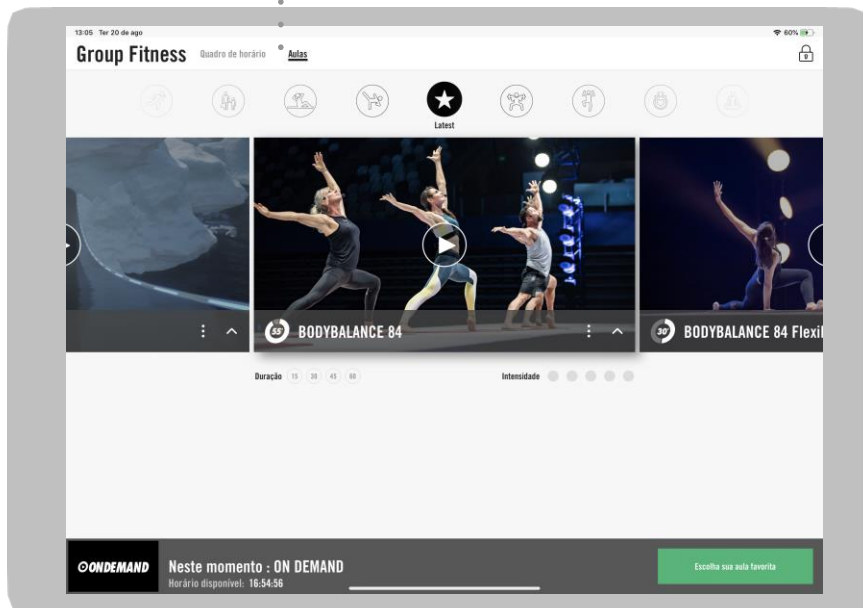 13:05 Ter 20 de ago
60%
Group Fitness
Quadro de horário
Aulas
Latest
55'
BODYBALANCE 84
30'
BODYBALANCE 84 Flexi
Duração 15 30 45 60
Intensidade
ONDEMAND
Neste momento : ON DEMAND
Horário disponível: 16:54:56
Escolha sua aula favorita